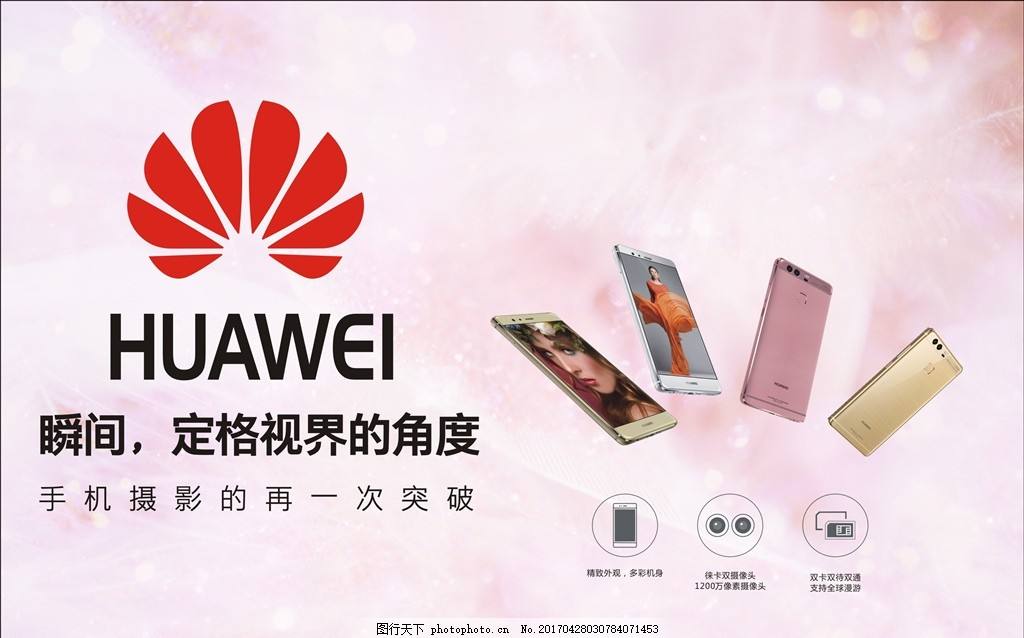 HUAWEI
瞬间，定格视界的角度
手机摄影的再一次突破
精致外观，多彩机身
徕卡双摄像头
1200万像素摄像头
双卡双待双通
支持全球漫游
图行天下 photophoto.cn No.20170428030784071453